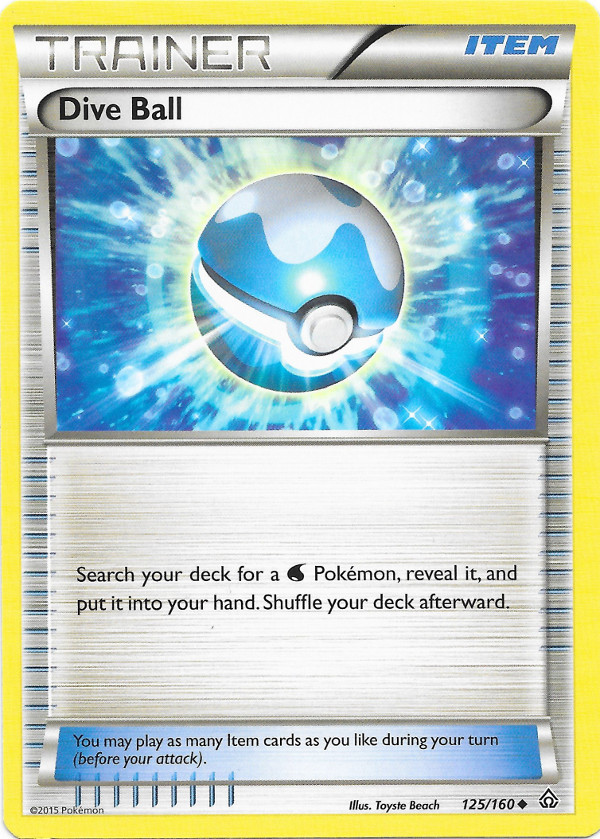 TRAINER
ITEM
Dive Ball
Search your deck for a Pokémon, reveal it, and
put it into your hand. Shuffle your deck afterward.
You may play as many Item cards as you like during your turn
(before your attack).
©2015 Pokémon
Illus. Toyste Beach
125/160